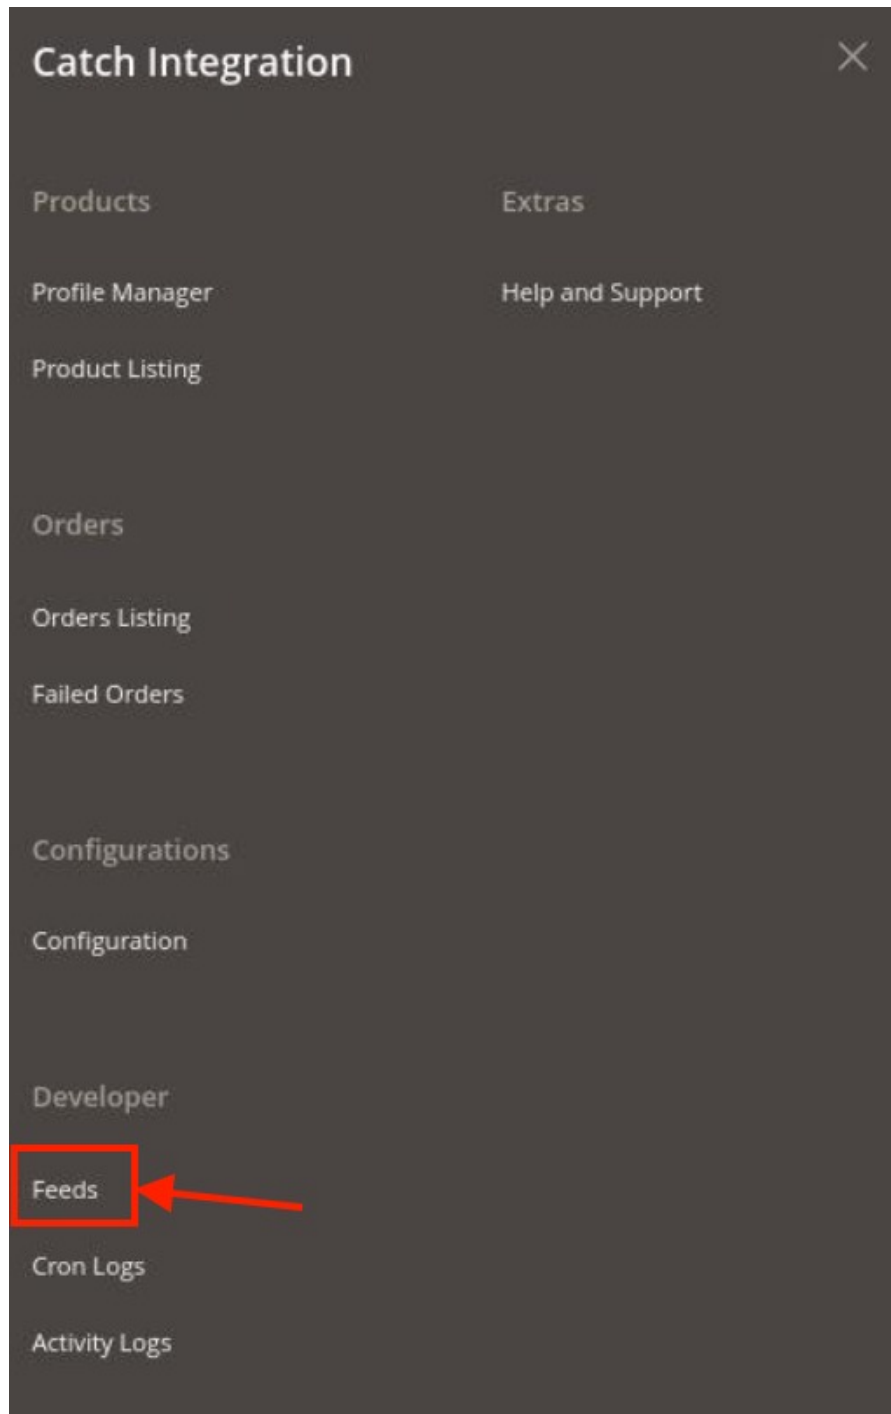 Catch Integration
Products
Profile Manager
Product Listing
Orders
Orders Listing
Failed Orders
Configurations
Configuration
Developer
Feeds
Cron Logs
Activity Logs
Extras
Help and Support